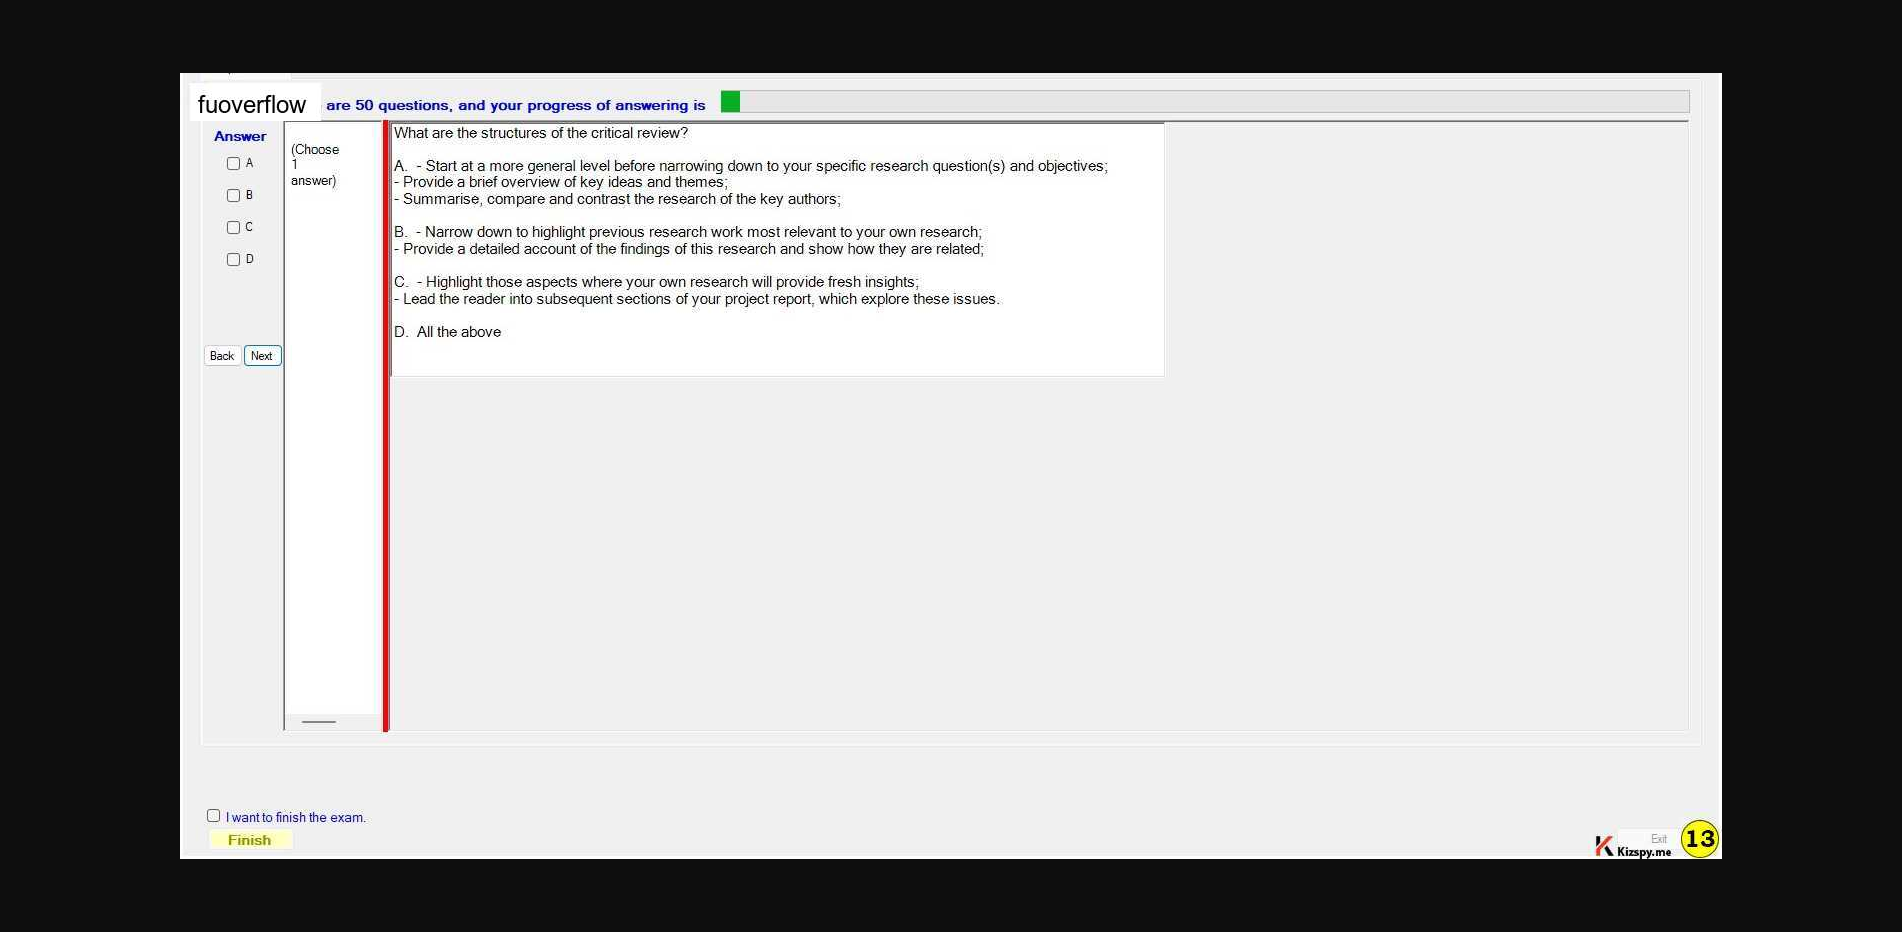 fuoverflow are 50 questions, and your progress of answering is
Answer
A
B
C
D
Back Next
(Choose
1
answer)
What are the structures of the critical review?
A. - Start at a more general level before narrowing down to your specific research question(s) and objectives;
- Provide a brief overview of key ideas and themes;
- Summarise, compare and contrast the research of the key authors;
B. - Narrow down to highlight previous research work most relevant to your own research;
- Provide a detailed account of the findings of this research and show how they are related;
C. - Highlight those aspects where your own research will provide fresh insights;
- Lead the reader into subsequent sections of your project report, which explore these issues.
D. All the above
I want to finish the exam.
Finish
Exit
Kizspy.me
13